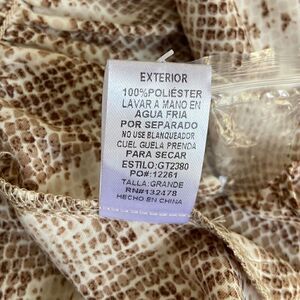 EXTERIOR
100%POLIÉSTER
LAVAR A MANO EN
AGUA FRIA
POR SEPARADO
NO USE BLANQUEADOR
CUEL GUELA PRENDA
PARA SECAR
ESTILO:GT2380
PO#:12261
TALLA:GRANDE
RN#132478
HECHO EN CHINA